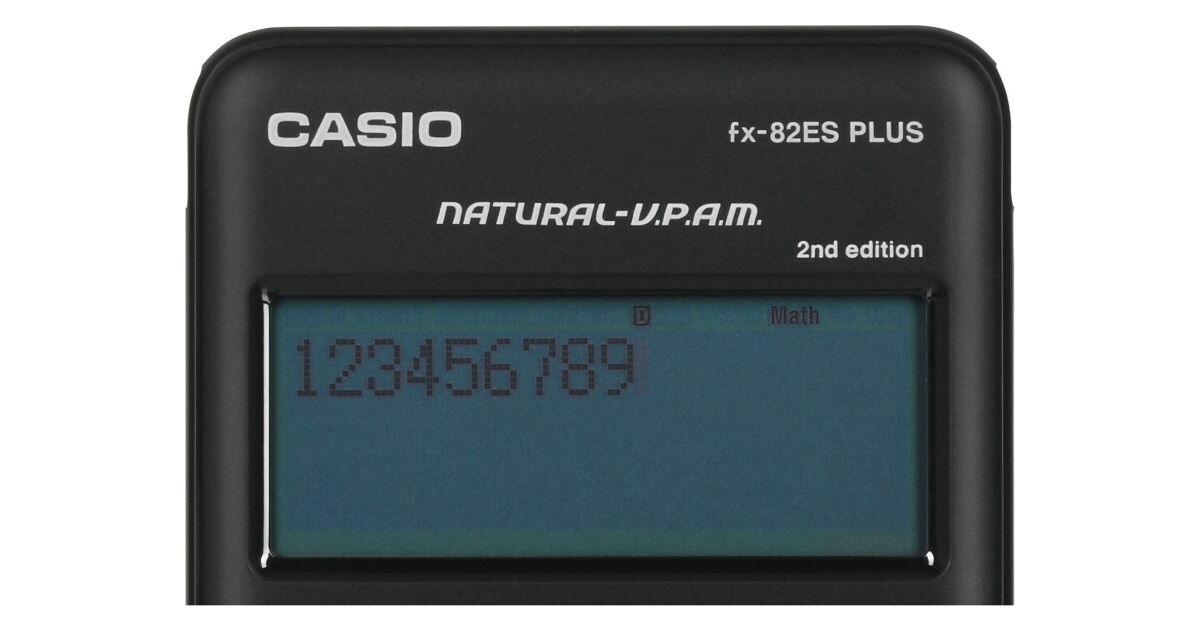 CASIO fx-82ES PLUS
NATURAL-V.P.A.M.
2nd edition
D Math
123456789